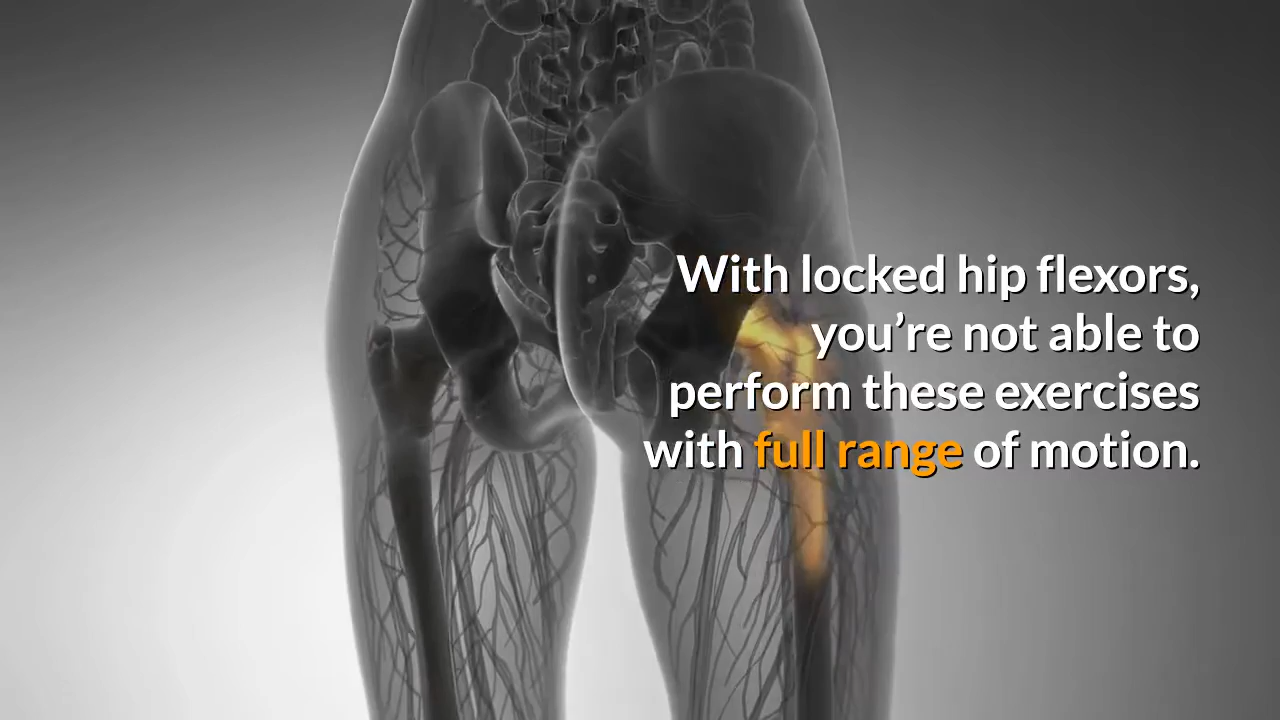 With locked hip flexors,
you’re not able to
perform these exercises
with full range of motion.